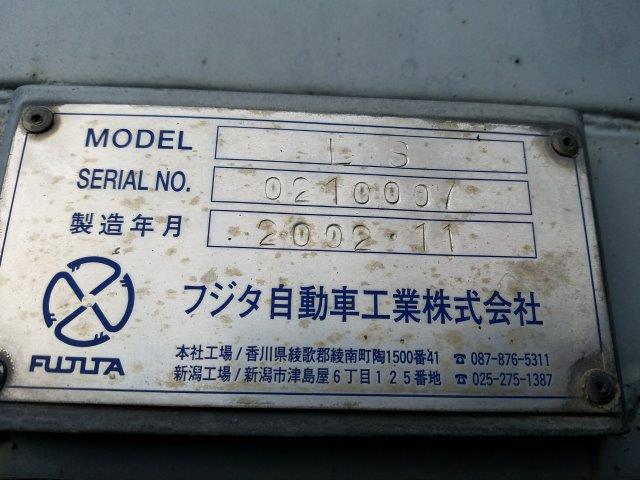 MODEL LS
SERIAL NO. 0210007
製造年月 2002.11
フジタ自動車工業株式会社
FUJITA
本社工場/香川県綾歌郡綾南町陶1500番41 ☎ 087-876-5311
新潟工場/新潟市津島屋6丁目125番地 ☎ 025-275-1387